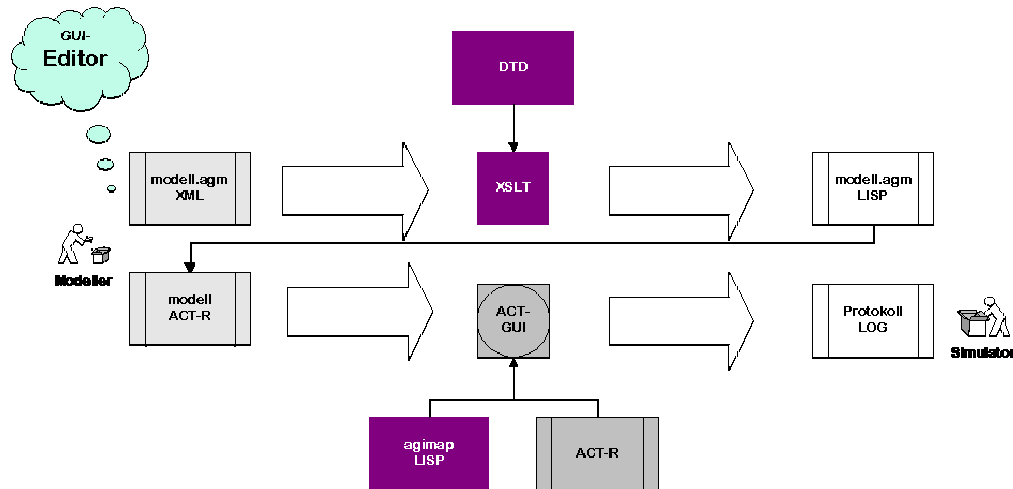 GUI-
Editor
DTD
modell.agm
XML
XSLT
modell.agm
LISP
Modeller
modell
ACT-R
ACT-
GUI
Protokoll
LOG
Simulator
agimap
LISP
ACT-R